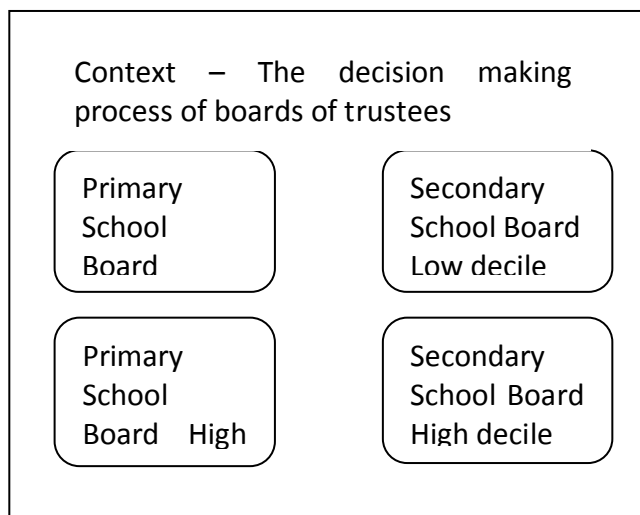 Context – The decision making
process of boards of trustees
Primary
School
Board
Secondary
School Board
Low decile
Primary
School
Board High
Secondary
School Board
High decile